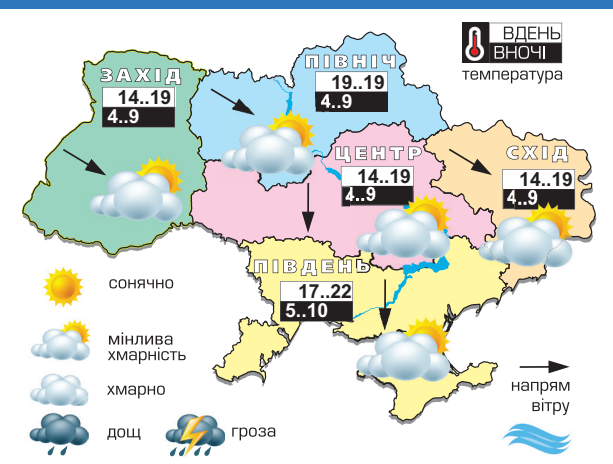 ВДЕНЬ
ВНОЧІ
температура
ЗАХІД
14..19
4..9
ПІВНІЧ
19..19
4..9
ЦЕНТР
14..19
4..9
СХІД
14..19
4..9
ПІВДЕНЬ
17..22
5..10
сонячно
мінлива
хмарність
хмарно
дощ
гроза
напрям
вітру